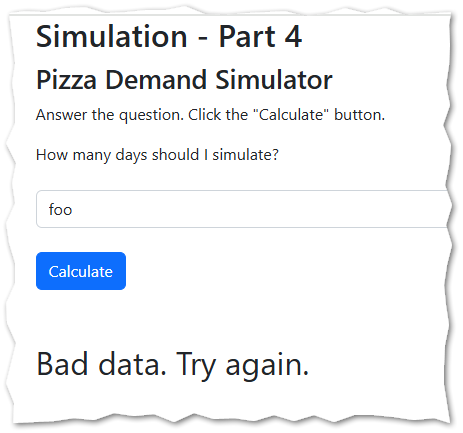 Simulation - Part 4
Pizza Demand Simulator
Answer the question. Click the "Calculate" button.
How many days should I simulate?
foo
Calculate
Bad data. Try again.